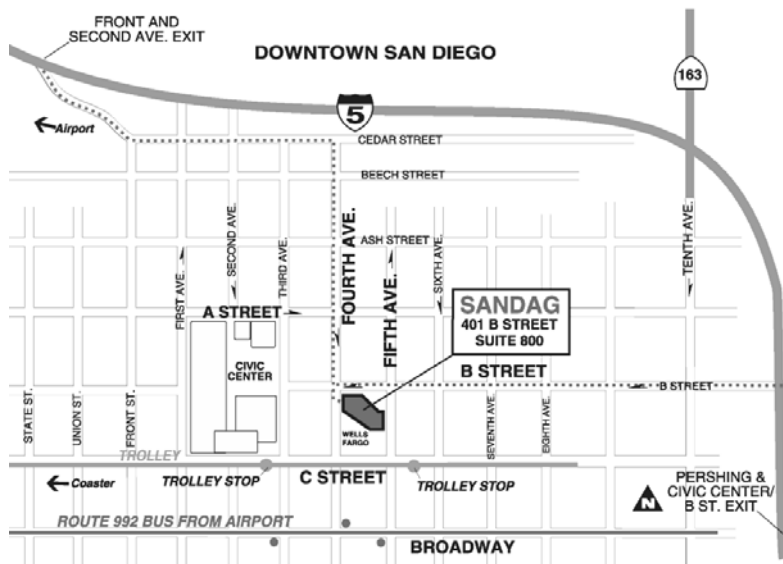 FRONT AND
SECOND AVE. EXIT
DOWNTOWN SAN DIEGO
163
5
Airport
CEDAR STREET
BEECH STREET
FIRST AVE.
SECOND AVE.
THIRD AVE.
FOURTH AVE.
ASH STREET
FIFTH AVE.
SIXTH AVE.
TENTH AVE.
A STREET
SANDAG
401 B STREET
SUITE 800
CIVIC
CENTER
B STREET
B STREET
STATE ST.
UNION ST.
FRONT ST.
WELLS
FARGO
SEVENTH AVE.
EIGHTH AVE.
TROLLEY
Coaster
TROLLEY STOP
C STREET
TROLLEY STOP
PERSHING &
CIVIC CENTER/
B ST. EXIT
N
ROUTE 992 BUS FROM AIRPORT
BROADWAY